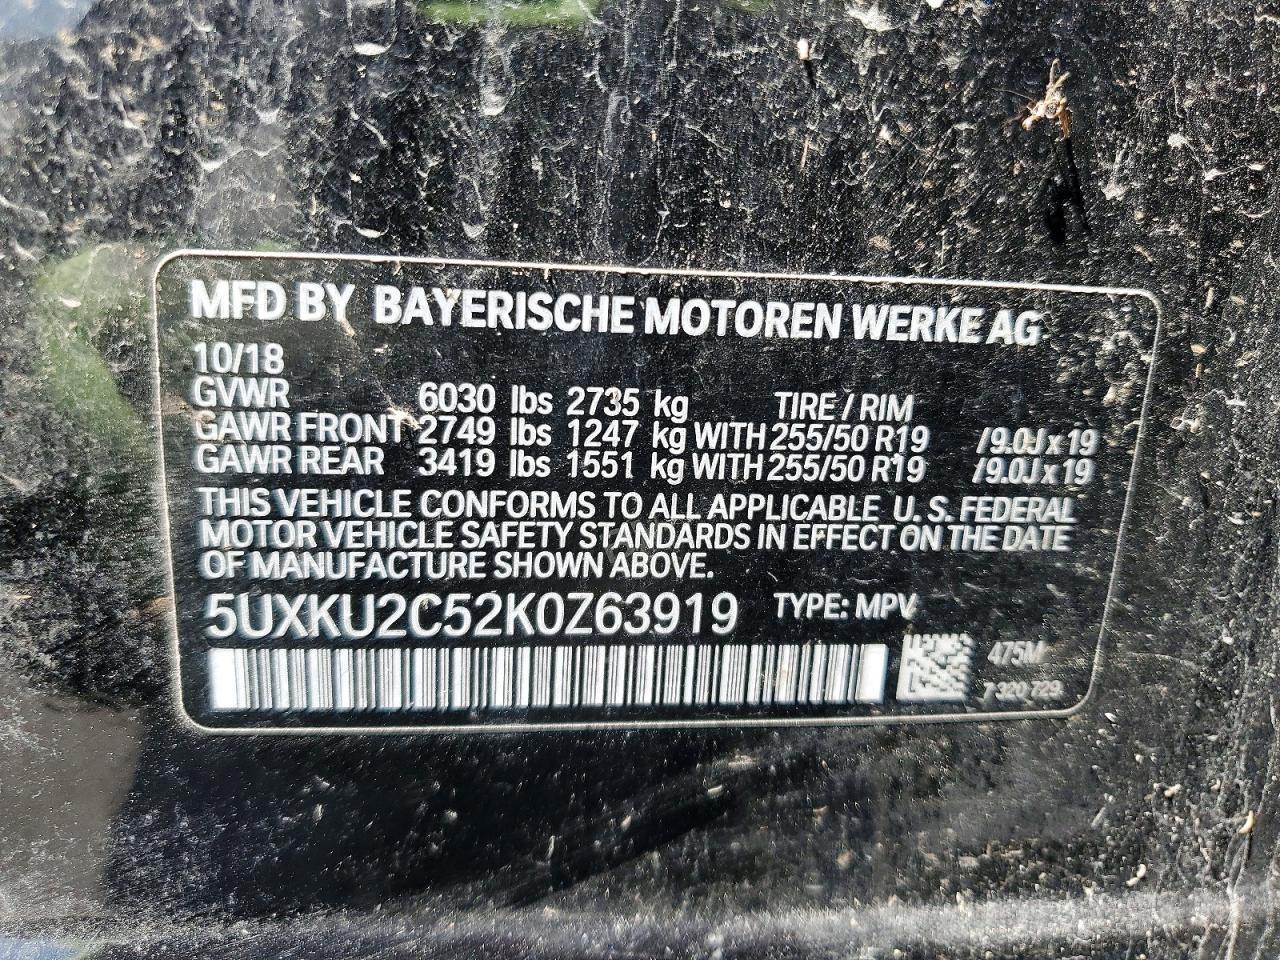 MFD BY BAYERISCHE MOTOREN WERKE AG
10/18
GVWR 6030 lbs 2735 kg TIRE / RIM
GAWR FRONT 2749 lbs 1247 kg WITH 255/50 R19 /9.0J x 19
GAWR REAR 3419 lbs 1551 kg WITH 255/50 R19 /9.0J x 19
THIS VEHICLE CONFORMS TO ALL APPLICABLE U. S. FEDERAL
MOTOR VEHICLE SAFETY STANDARDS IN EFFECT ON THE DATE
OF MANUFACTURE SHOWN ABOVE.
5UXKU2C52K0Z63919 TYPE: MPV
475M
7 320 729